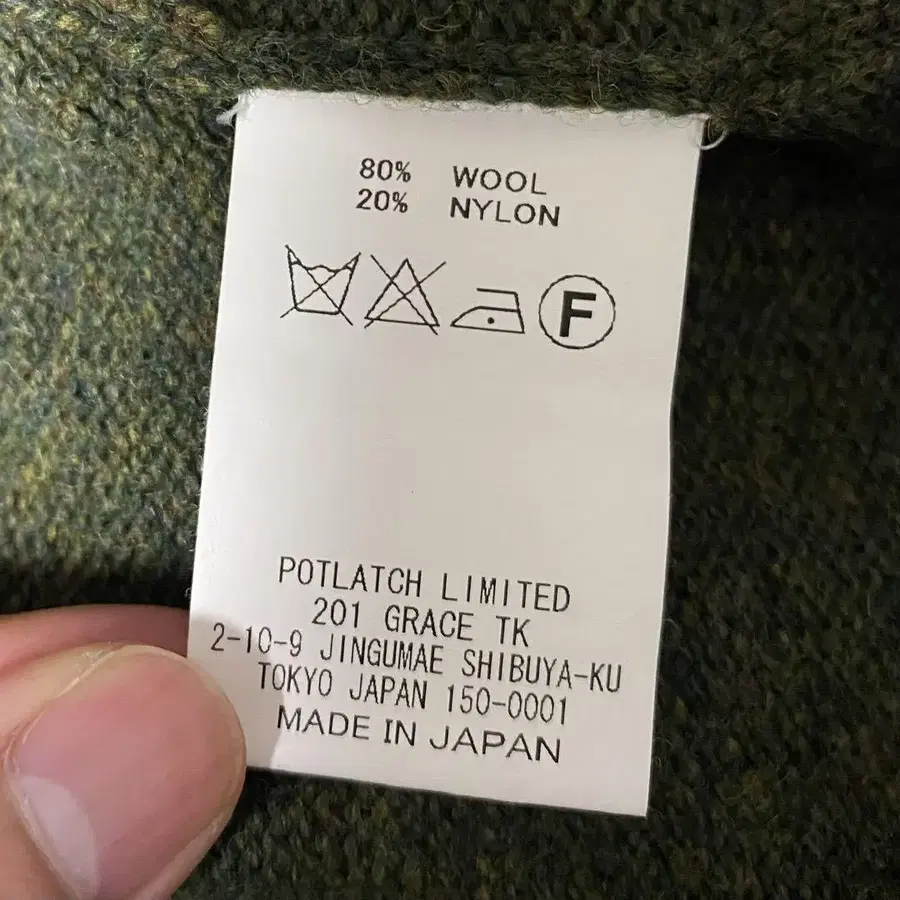 80% WOOL
20% NYLON
F
POTLATCH LIMITED
201 GRACE TK
2-10-9 JINGUMAE SHIBUYA-KU
TOKYO JAPAN 150-0001
MADE IN JAPAN